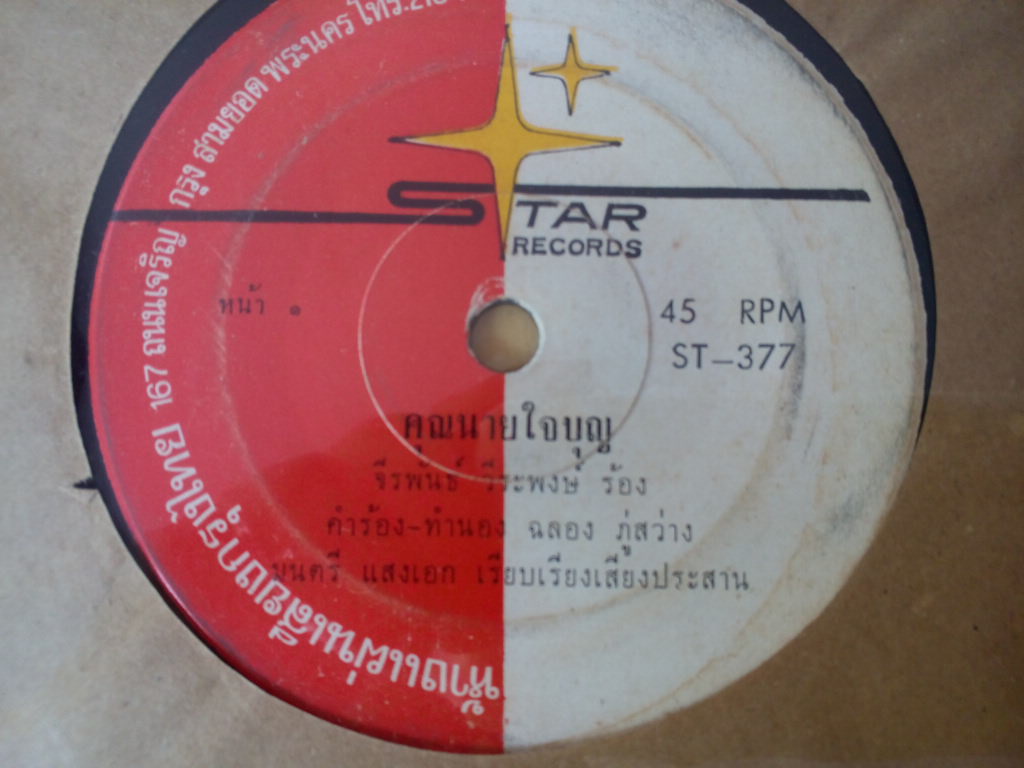 ห้างแผ่นเสียงกรุงไทย 167 ถนนเจริญ กรุง สามยอด พระนคร โทร.
STAR
RECORDS
หน้า ๑
45 RPM
ST-377
คุณนายใจบุญ
จีรพันธ์ วีระพงษ์ ร้อง
คำร้อง-ทำนอง ฉลอง ภู่สว่าง
มนตรี แสงเอก เรียบเรียงเสียงประสาน